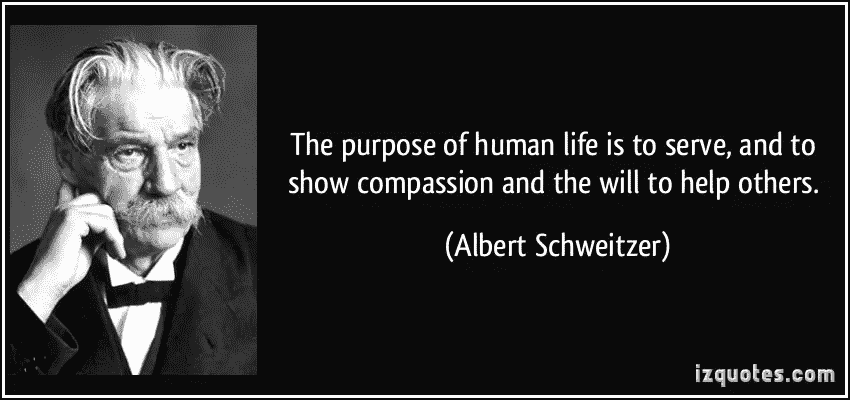 The purpose of human life is to serve, and to
show compassion and the will to help others.
(Albert Schweitzer)
izquotes.com